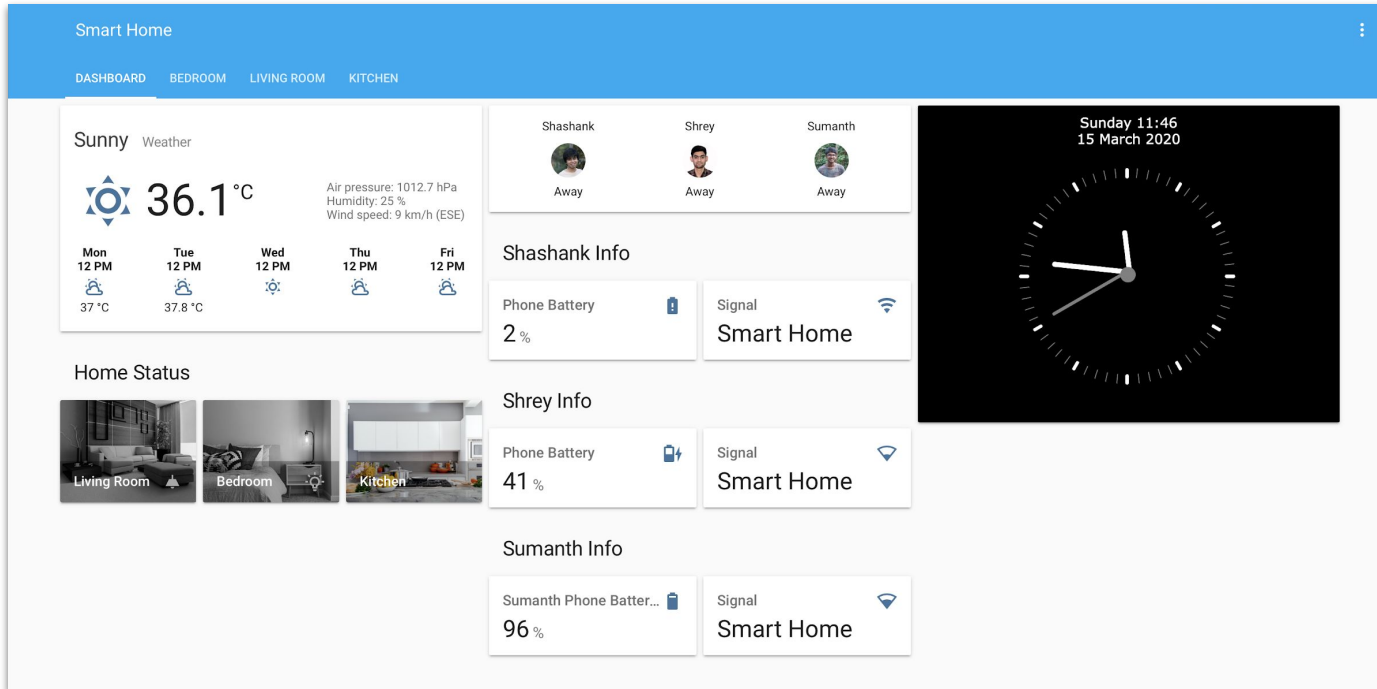 Smart Home
DASHBOARD BEDROOM LIVING ROOM KITCHEN
Sunny Weather
36.1 °C
Air pressure: 1012.7 hPa
Humidity: 25 %
Wind speed: 9 km/h (ESE)
Mon Tue Wed Thu Fri
12 PM 12 PM 12 PM 12 PM 12 PM
37 °C 37.8 °C
Home Status
Living Room Bedroom Kitchen
Shashank Shrey Sumanth
Away Away Away
Shashank Info
Phone Battery Signal
2 % Smart Home
Shrey Info
Phone Battery Signal
41 % Smart Home
Sumanth Info
Sumanth Phone Batter... Signal
96 % Smart Home
Sunday 11:46
15 March 2020